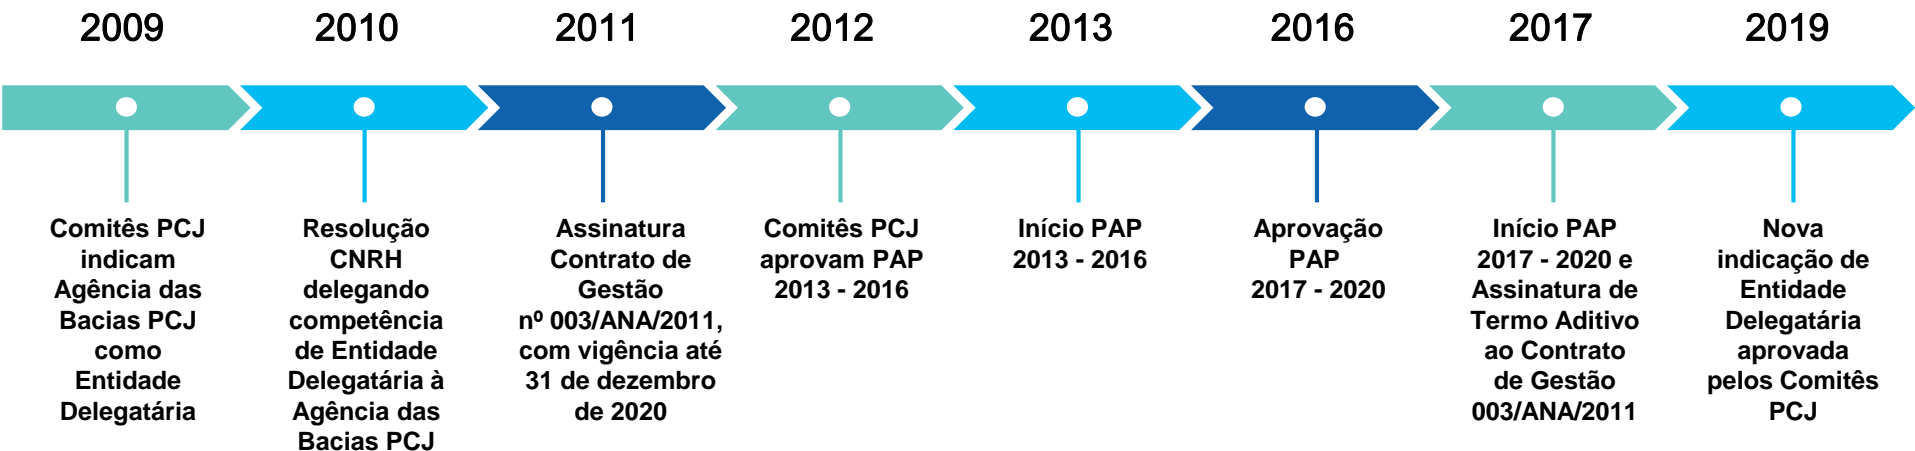 2009
Comitês PCJ
indicam
Agência das
Bacias PCJ
como
Entidade
Delegatária
2010
Resolução
CNRH
delegando
competência
de Entidade
Delegatária à
Agência das
Bacias PCJ
2011
Assinatura
Contrato de
Gestão
nº 003/ANA/2011,
com vigência até
31 de dezembro
de 2020
2012
Comitês PCJ
aprovam PAP
2013 - 2016
2013
Início PAP
2013 - 2016
2016
Aprovação
PAP
2017 - 2020
2017
Início PAP
2017 - 2020 e
Assinatura de
Termo Aditivo
ao Contrato
de Gestão
003/ANA/2011
2019
Nova
indicação de
Entidade
Delegatária
aprovada
pelos Comitês
PCJ